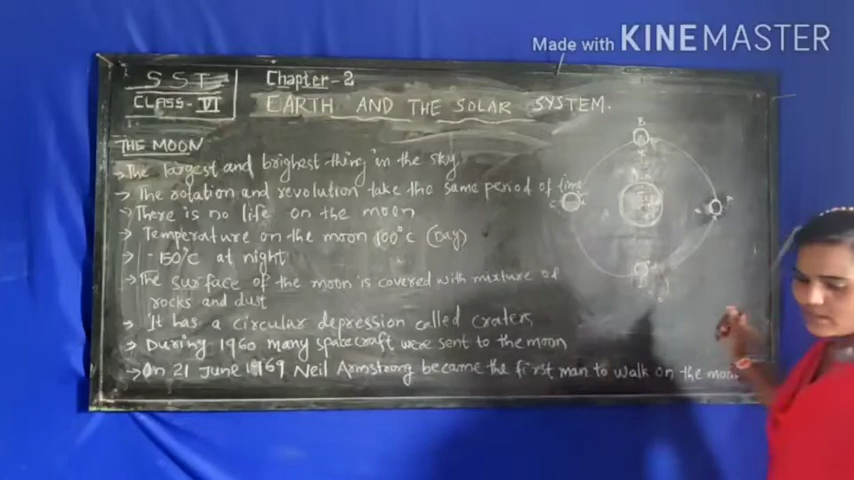 Made with KINEMASTER
SST
CLASS-VI
Chapter-2
EARTH AND THE SOLAR SYSTEM.
THE MOON
→ The largest and brighest thing in the sky
→ The rotation and revolution take the same period of time
→ There is no life on the moon
→ Temperature on the moon 100°c (Day)
→ -150°C at night
→ The surface of the moon is covered with mixture of
rocks and dust
→ It has a circular depression called craters
→ During 1960 many spacecraft were sent to the moon
→ On 21 June 1969 Neil Armstrong became the first man to walk on the moon
B